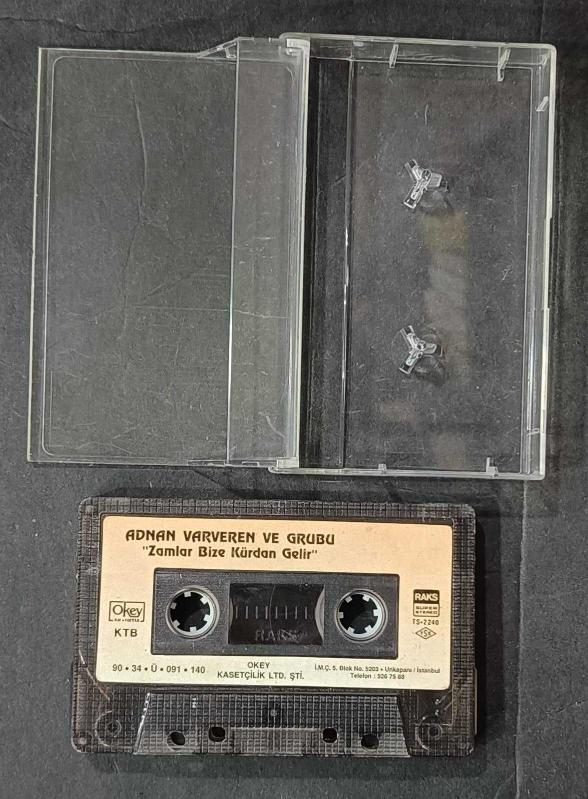 ADNAN VARVEREN VE GRUBU
"Zamlar Bize Kürdan Gelir"
Okey
KTB
RAKS
RAKS
SUPER
STEREO
TS-2240
TSE
90 • 34 • Ü • 091 • 140
OKEY
KASETÇİLİK LTD. ŞTİ.
İ.M.Ç. 5. Blok No. 5203 • Unkapanı / İstanbul
Telefon : 526 75 68